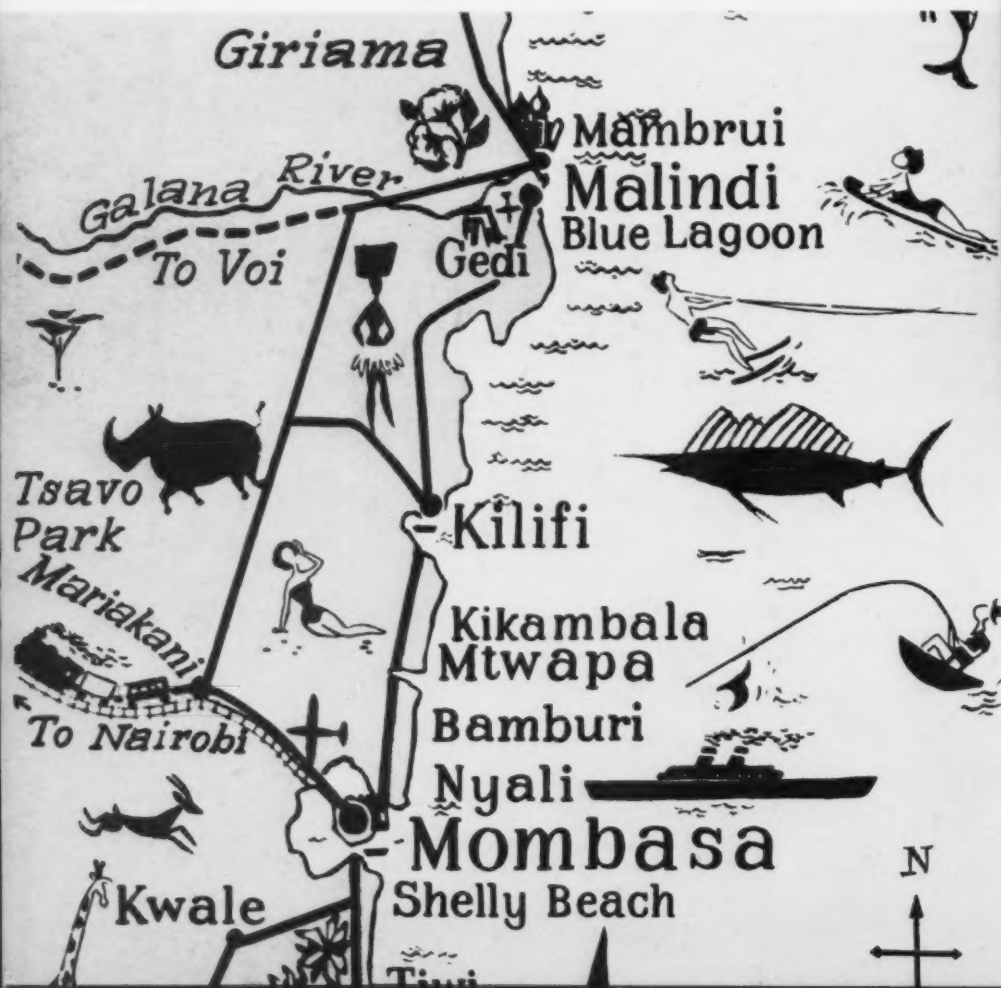 Giriama
Mambrui
Malindi
Galana River
Blue Lagoon
Gedi
To Voi
Tsavo
Park
Kilifi
Mariakani
Kikambala
Mtwapa
Bamburi
To Nairobi
Nyali
Mombasa
N
Kwale
Shelly Beach
Tiwi